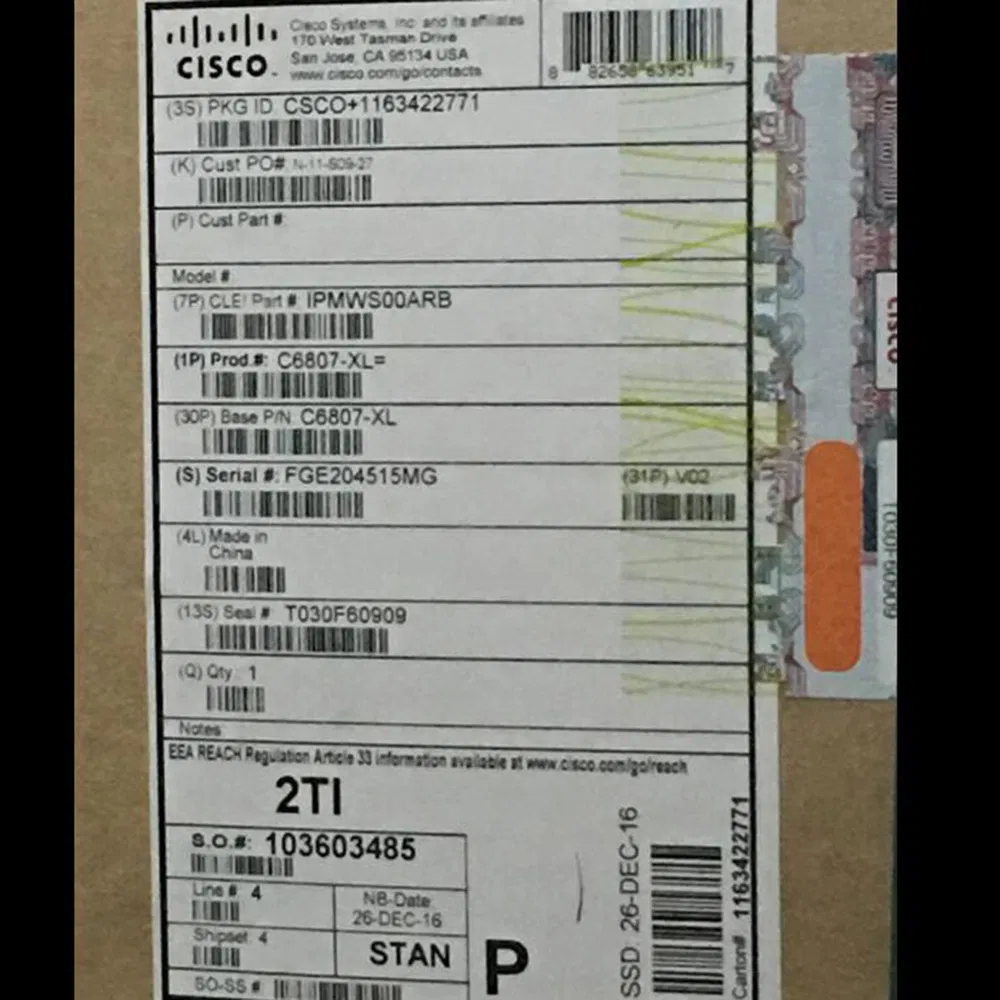 CISCO
Cisco Systems, Inc and its affiliates
170 West Tasman Drive
San Jose, CA 95134 USA
www.cisco.com/go/contacts
8 82658 63951 7
(3S) PKG ID CSCO+1163422771
(K) Cust PO#: N-11-S09-27
(P) Cust Part #:
Model #
(7P) CLEI Part # IPMWS00ARB
(1P) Prod.#: C6807-XL=
(30P) Base P/N C6807-XL
(S) Serial #: FGE204515MG
(31P) V02
(4L) Made in
China
(13S) Seal # T030F60909
(Q) Qty: 1
Notes
EEA REACH Regulation Article 33 information available at www.cisco.com/go/reach
2TI
S.O.#: 103603485
Line # 4
NB-Date
26-DEC-16
Shipset 4
STAN
SO-SS #
P
SSD: 26-DEC-16
Carton# 1163422771
CISCO
T030F60909